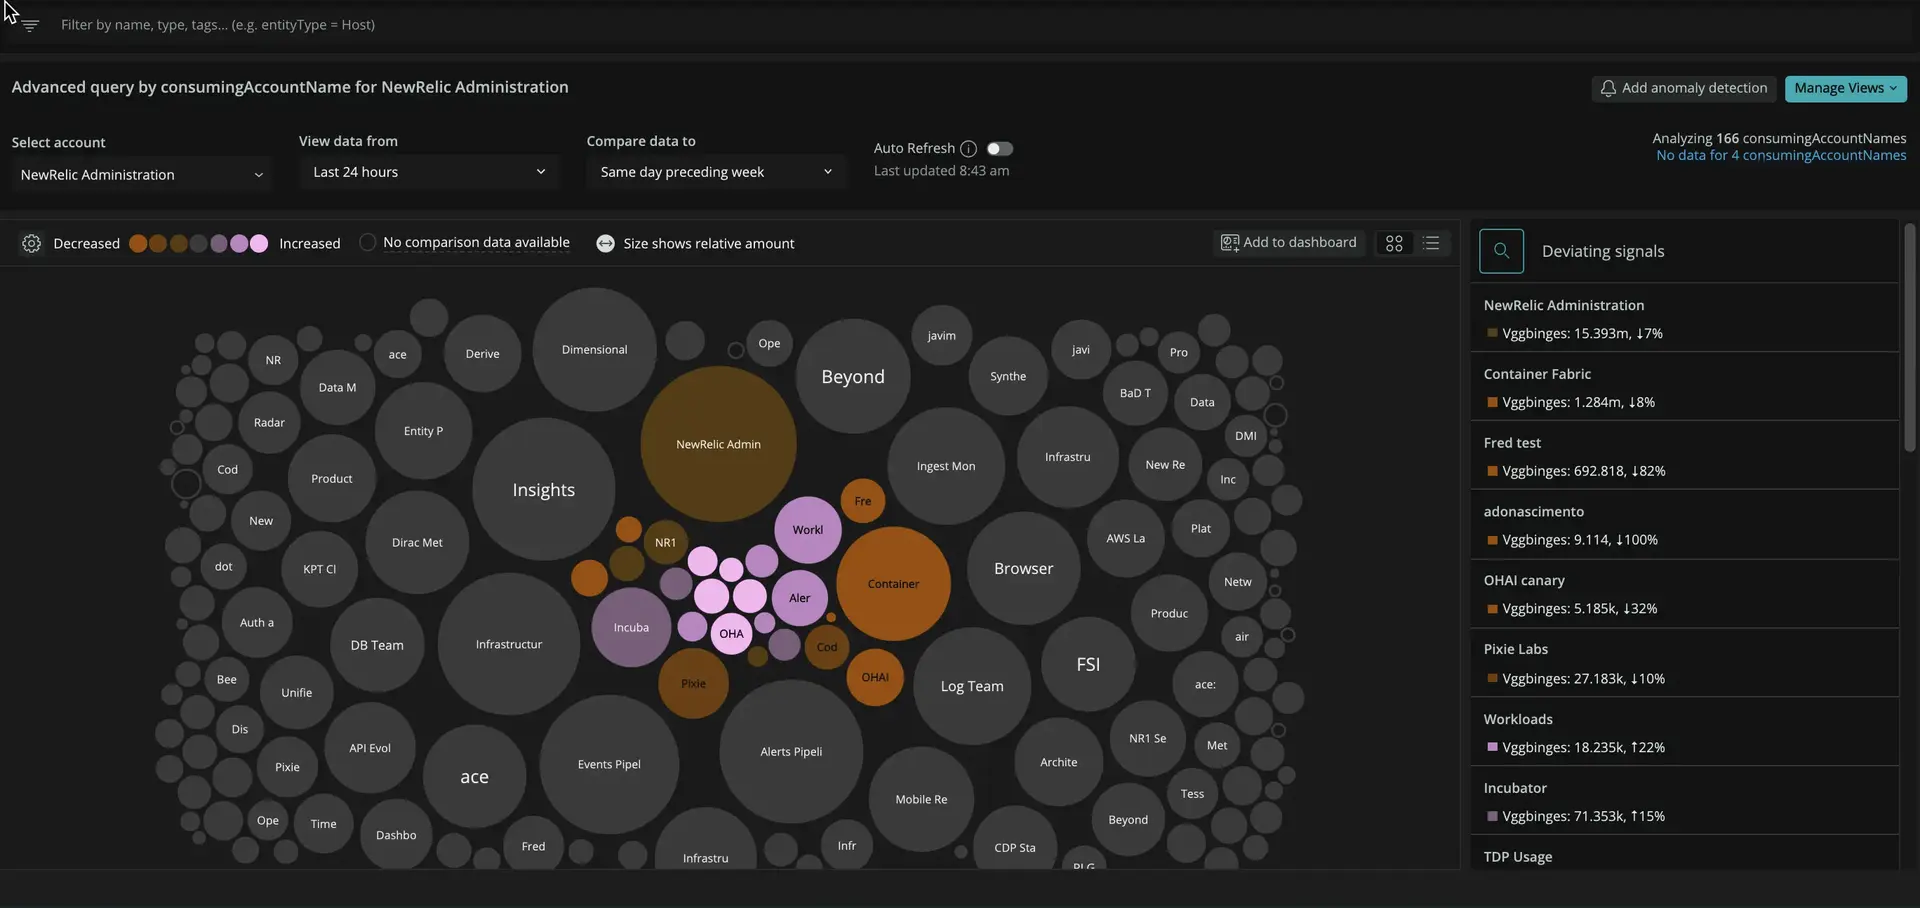 Filter by name, type, tags... (e.g. entityType = Host)
Advanced query by consumingAccountName for NewRelic Administration
Add anomaly detection
Manage Views
Select account
NewRelic Administration
View data from
Last 24 hours
Compare data to
Same day preceding week
Auto Refresh
Last updated 8:43 am
Analyzing 166 consumingAccountNames
No data for 4 consumingAccountNames
Decreased
Increased
No comparison data available
Size shows relative amount
Add to dashboard
NR
ace
Derive
Dimensional
Ope
Beyond
javim
javi
Pro
Data M
Synthe
BaD T
Data
Radar
Entity P
NewRelic Admin
DMI
Cod
Product
Insights
Ingest Mon
Infrastru
New Re
Inc
New
Dirac Met
Fre
Workl
NR1
AWS La
Plat
dot
KPT Cl
Browser
Netw
Container
Aler
Auth a
Incuba
OHA
Produc
air
DB Team
Infrastructur
Cod
FSI
Bee
Unifie
Pixie
OHAI
Log Team
ace:
Dis
API Evol
Alerts Pipeli
NR1 Se
Met
Pixie
ace
Events Pipel
Archite
Mobile Re
Tess
Ope
Time
Dashbo
Fred
Infrastru
Infr
CDP Sta
Beyond
PLG
Deviating signals
NewRelic Administration
Vggbinges: 15.393m, ↓7%
Container Fabric
Vggbinges: 1.284m, ↓8%
Fred test
Vggbinges: 692.818, ↓82%
adonascimento
Vggbinges: 9.114, ↓100%
OHAI canary
Vggbinges: 5.185k, ↓32%
Pixie Labs
Vggbinges: 27.183k, ↓10%
Workloads
Vggbinges: 18.235k, ↑22%
Incubator
Vggbinges: 71.353k, ↑15%
TDP Usage